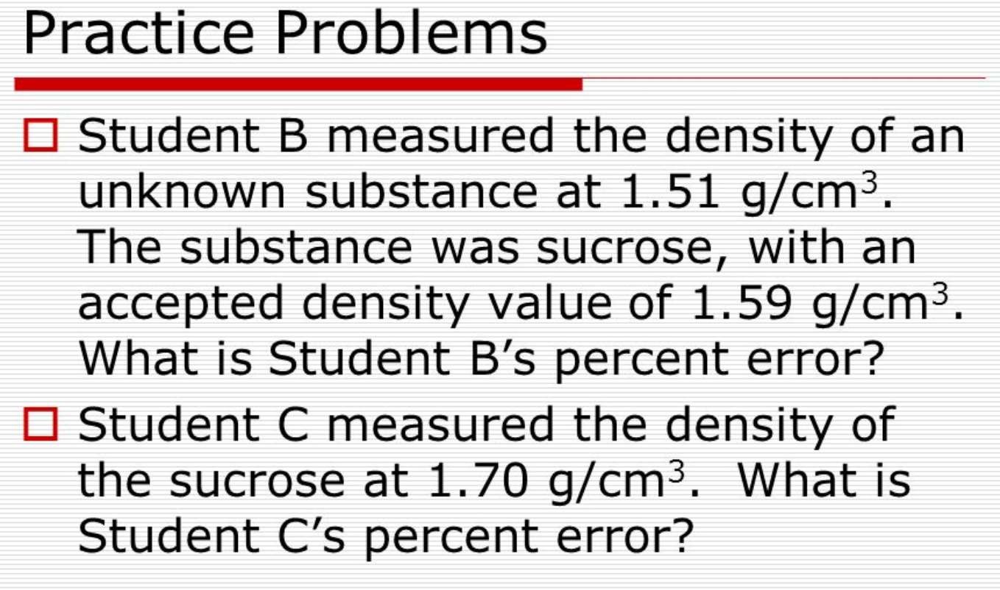 Practice Problems
Student B measured the density of an
unknown substance at 1.51 g/cm³.
The substance was sucrose, with an
accepted density value of 1.59 g/cm³.
What is Student B’s percent error?
Student C measured the density of
the sucrose at 1.70 g/cm³.  What is
Student C’s percent error?